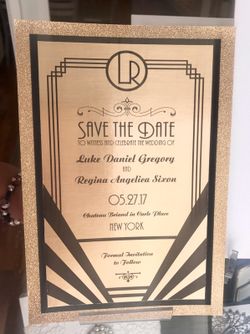 LR
SAVE THE DATE
TO WITNESS AND CELEBRATE THE WEDDING OF
Luke Daniel Gregory
AND
Regina Angelica Sixon
05.27.17
Chateau Briand in Carle Place
NEW YORK
Formal Invitation
to Follow